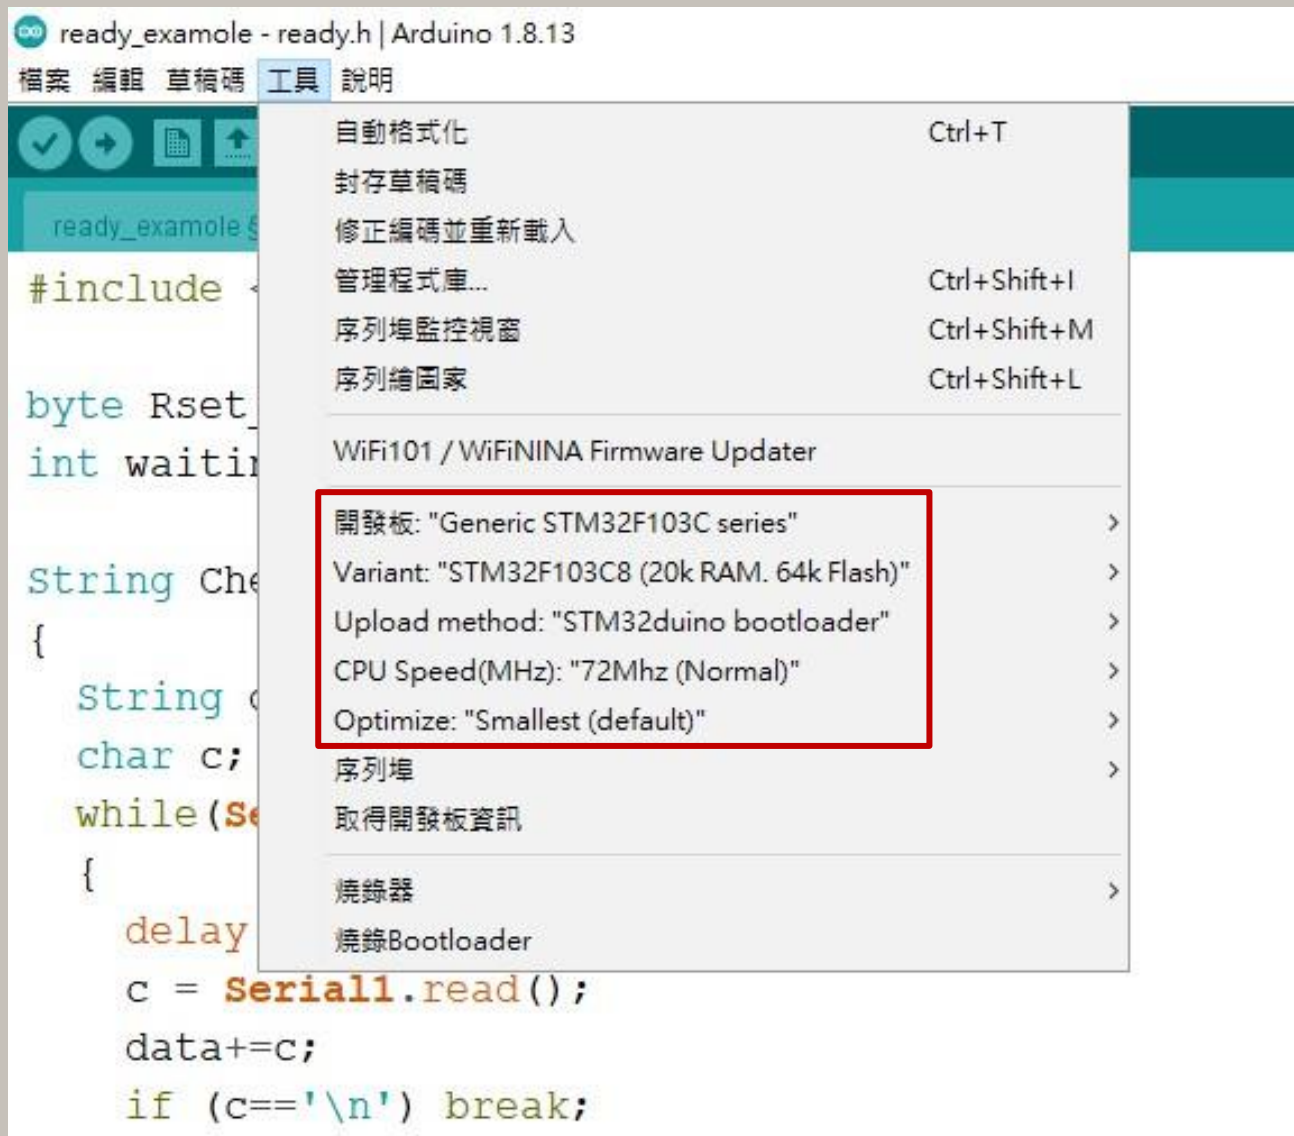 ready_examole - ready.h | Arduino 1.8.13
檔案 編輯 草稿碼 工具 說明
自動格式化 Ctrl+T
封存草稿碼
ready_examole
修正編碼並重新載入
#include
管理程式庫... Ctrl+Shift+I
序列埠監控視窗 Ctrl+Shift+M
序列繪圖家 Ctrl+Shift+L
byte Rset_
WiFi101 / WiFiNINA Firmware Updater
int
開發板: "Generic STM32F103C series"
Variant: "STM32F103C8 (20k RAM. 64k Flash)"
String Che
Upload method: "STM32duino bootloader"
{
CPU Speed(MHz): "72Mhz (Normal)"
String
Optimize: "Smallest (default)"
char c;
序列埠
while(Se
取得開發板資訊
{
燒錄器
delay
燒錄Bootloader
c = Serial1.read();
data+=c;
if (c=='\n') break;